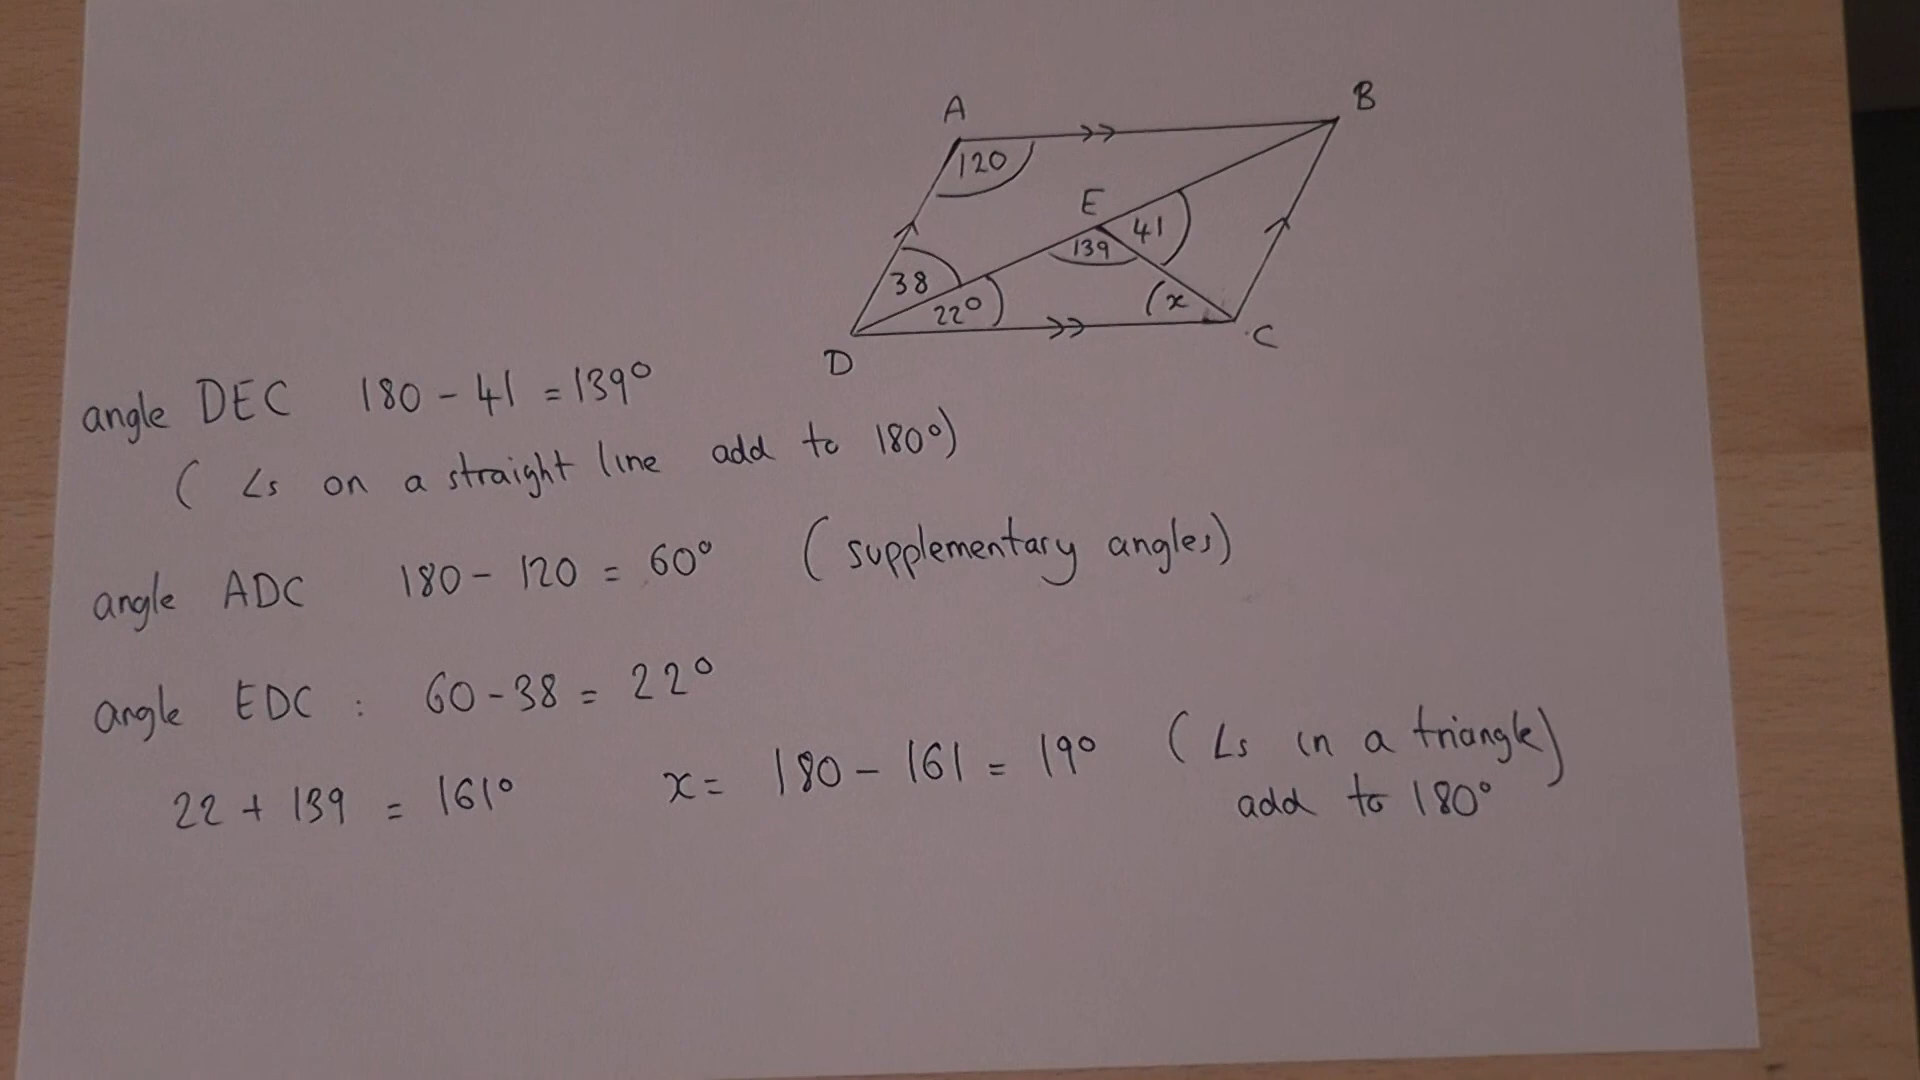 A
B
120
E
41
139
38
22°
x
D
C
angle DEC 180 - 41 = 139°
( ∠s on a straight line add to 180°)
angle ADC 180 - 120 = 60° (supplementary angles)
angle EDC : 60 - 38 = 22°
22 + 139 = 161° x = 180 - 161 = 19° (∠s in a triangle)
add to 180°